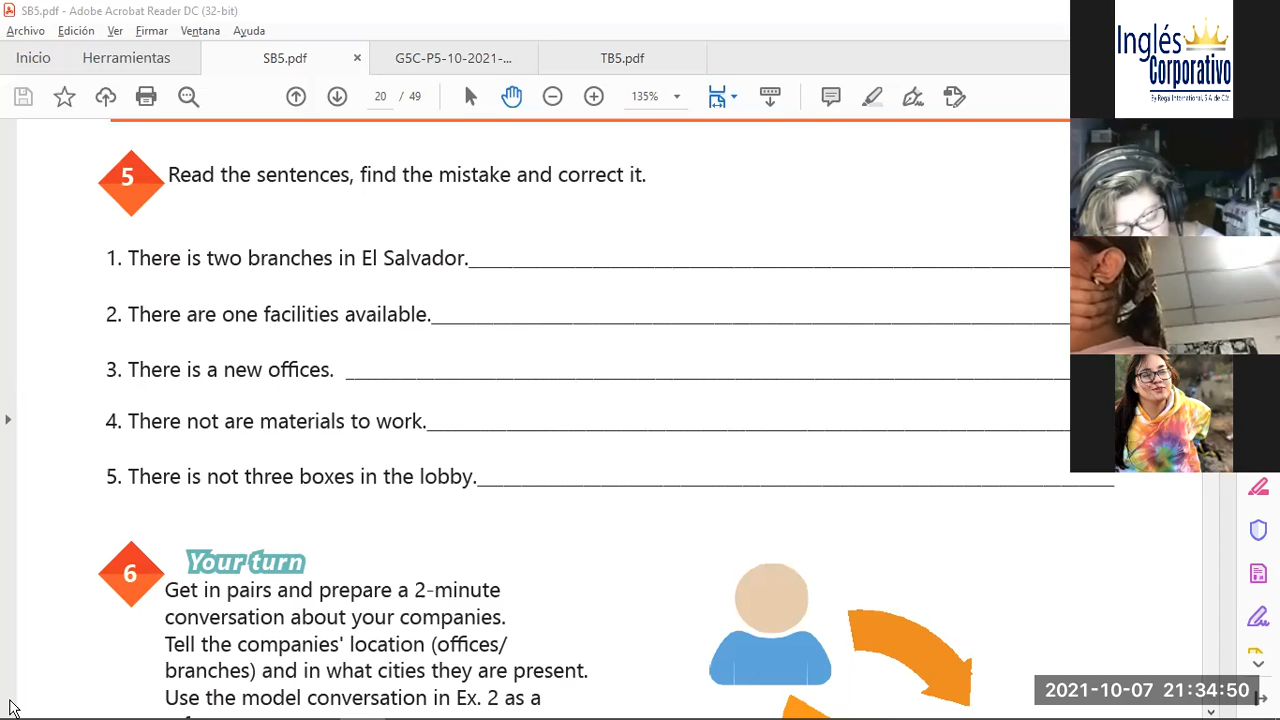 SB5.pdf - Adobe Acrobat Reader DC (32-bit)
Archivo Edición Ver Firmar Ventana Ayuda
Inicio Herramientas SB5.pdf × G5C-P5-10-2021-... TB5.pdf
20 / 49 135%
Inglés
Corporativo
By Rega International, S.A. de C.V.
5 Read the sentences, find the mistake and correct it.
1. There is two branches in El Salvador.
2. There are one facilities available.
3. There is a new offices.
4. There not are materials to work.
5. There is not three boxes in the lobby.
6 Your turn
Get in pairs and prepare a 2-minute
conversation about your companies.
Tell the companies' location (offices/
branches) and in what cities they are present.
Use the model conversation in Ex. 2 as a
2021-10-07 21:34:50